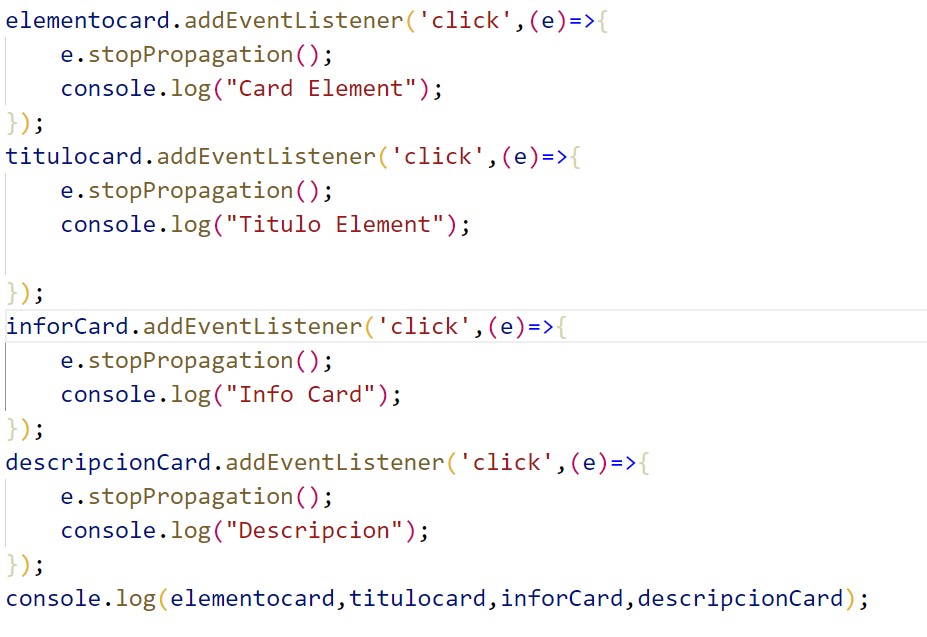 elementocard.addEventListener('click',(e)=>{
    e.stopPropagation();
    console.log("Card Element");
});
titulocard.addEventListener('click',(e)=>{
    e.stopPropagation();
    console.log("Titulo Element");

});
inforCard.addEventListener('click',(e)=>{
    e.stopPropagation();
    console.log("Info Card");
});
descripcionCard.addEventListener('click',(e)=>{
    e.stopPropagation();
    console.log("Descripcion");
});
console.log(elementocard,titulocard,inforCard,descripcionCard);